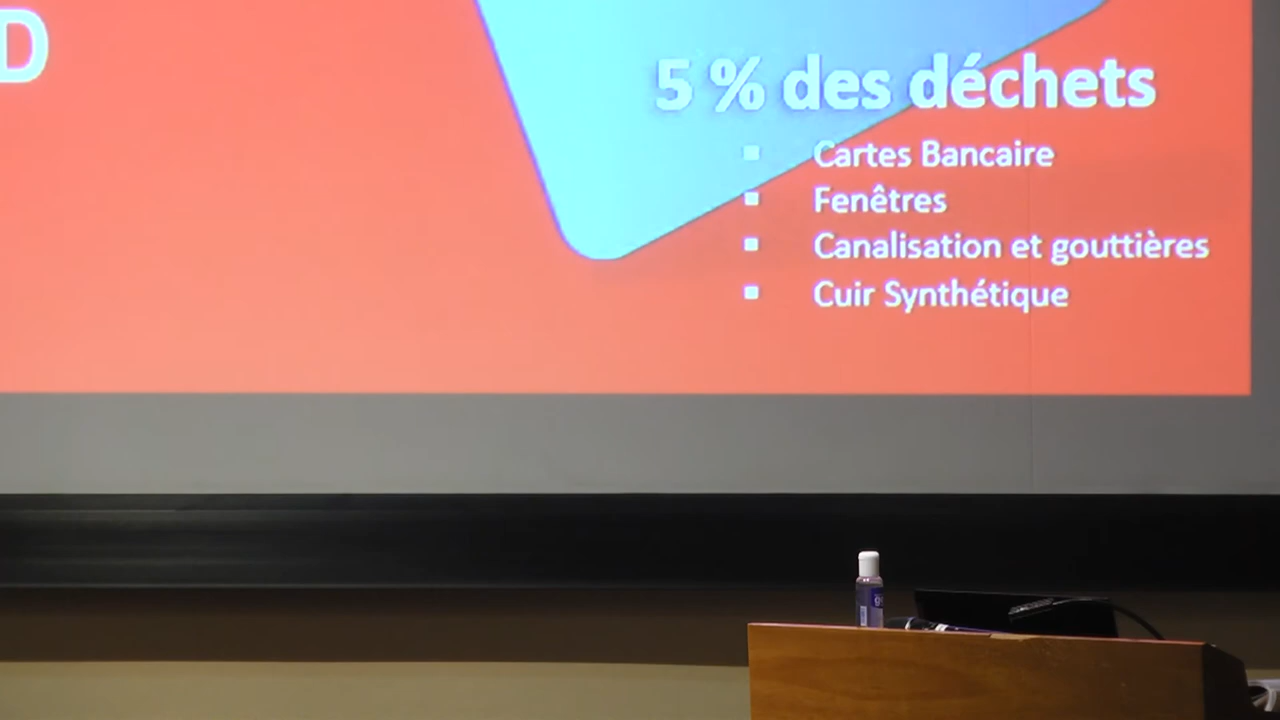 D
5 % des déchets
Cartes Bancaire
Fenêtres
Canalisation et gouttières
Cuir Synthétique